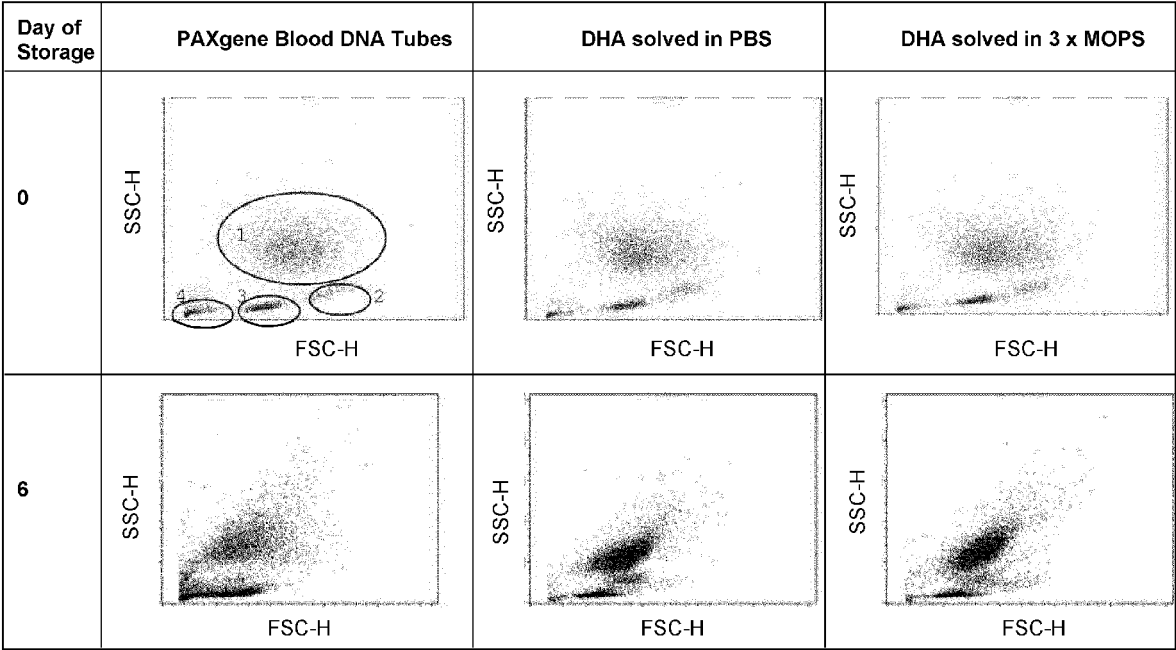 Day of
Storage
PAXgene Blood DNA Tubes
DHA solved in PBS
DHA solved in 3 x MOPS
0
SSC-H
1
4
3
2
FSC-H
SSC-H
FSC-H
SSC-H
FSC-H
6
SSC-H
FSC-H
SSC-H
FSC-H
SSC-H
FSC-H